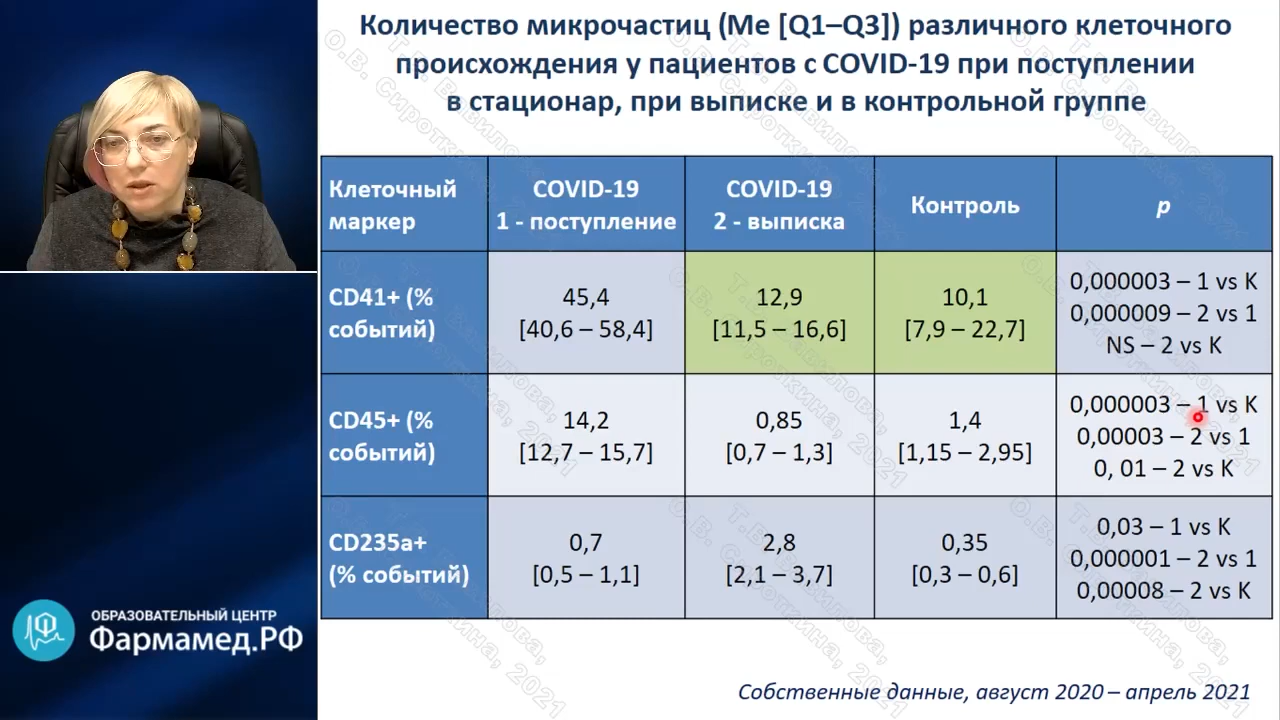 Количество микрочастиц (Me [Q1–Q3]) различного клеточного
происхождения у пациентов с COVID-19 при поступлении
в стационар, при выписке и в контрольной группе
Клеточный
маркер
COVID-19
1 - поступление
COVID-19
2 - выписка
Контроль
p
CD41+ (%
событий)
45,4
[40,6 – 58,4]
12,9
[11,5 – 16,6]
10,1
[7,9 – 22,7]
0,000003 – 1 vs K
0,000009 – 2 vs 1
NS – 2 vs K
CD45+ (%
событий)
14,2
[12,7 – 15,7]
0,85
[0,7 – 1,3]
1,4
[1,15 – 2,95]
0,000003 – 1 vs K
0,00003 – 2 vs 1
0, 01 – 2 vs K
CD235a+
(% событий)
0,7
[0,5 – 1,1]
2,8
[2,1 – 3,7]
0,35
[0,3 – 0,6]
0,03 – 1 vs K
0,000001 – 2 vs 1
0,00008 – 2 vs K
ОБРАЗОВАТЕЛЬНЫЙ ЦЕНТР
Фармамед.РФ
Собственные данные, август 2020 – апрель 2021
Т.В. Вавилова,
О.В. Сироткина, 2021